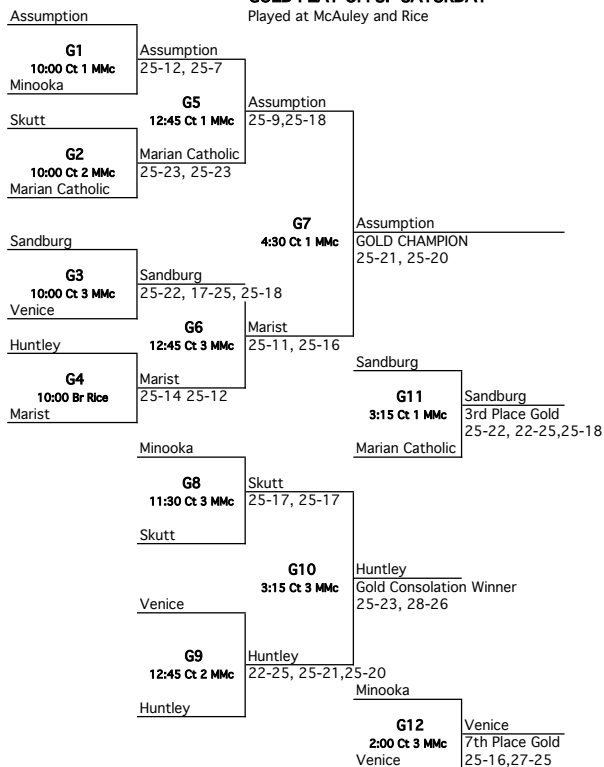 Played at McAuley and Rice
Assumption
G1
10:00 Ct 1 MMc
Minooka
Assumption
25-12, 25-7
G5
12:45 Ct 1 MMc
Skutt
G2
10:00 Ct 2 MMc
Marian Catholic
Marian Catholic
25-23, 25-23
Assumption
25-9,25-18
G7
4:30 Ct 1 MMc
Assumption
GOLD CHAMPION
25-21, 25-20
Sandburg
G3
10:00 Ct 3 MMc
Venice
Sandburg
25-22, 17-25, 25-18
G6
12:45 Ct 3 MMc
Huntley
G4
10:00 Br Rice
Marist
Marist
25-14 25-12
Marist
25-11, 25-16
Sandburg
G11
3:15 Ct 1 MMc
Marian Catholic
Sandburg
3rd Place Gold
25-22, 22-25,25-18
Minooka
G8
11:30 Ct 3 MMc
Skutt
Skutt
25-17, 25-17
G10
3:15 Ct 3 MMc
Huntley
Gold Consolation Winner
25-23, 28-26
Venice
G9
12:45 Ct 2 MMc
Huntley
Huntley
22-25, 25-21,25-20
Minooka
G12
2:00 Ct 3 MMc
Venice
Venice
7th Place Gold
25-16,27-25